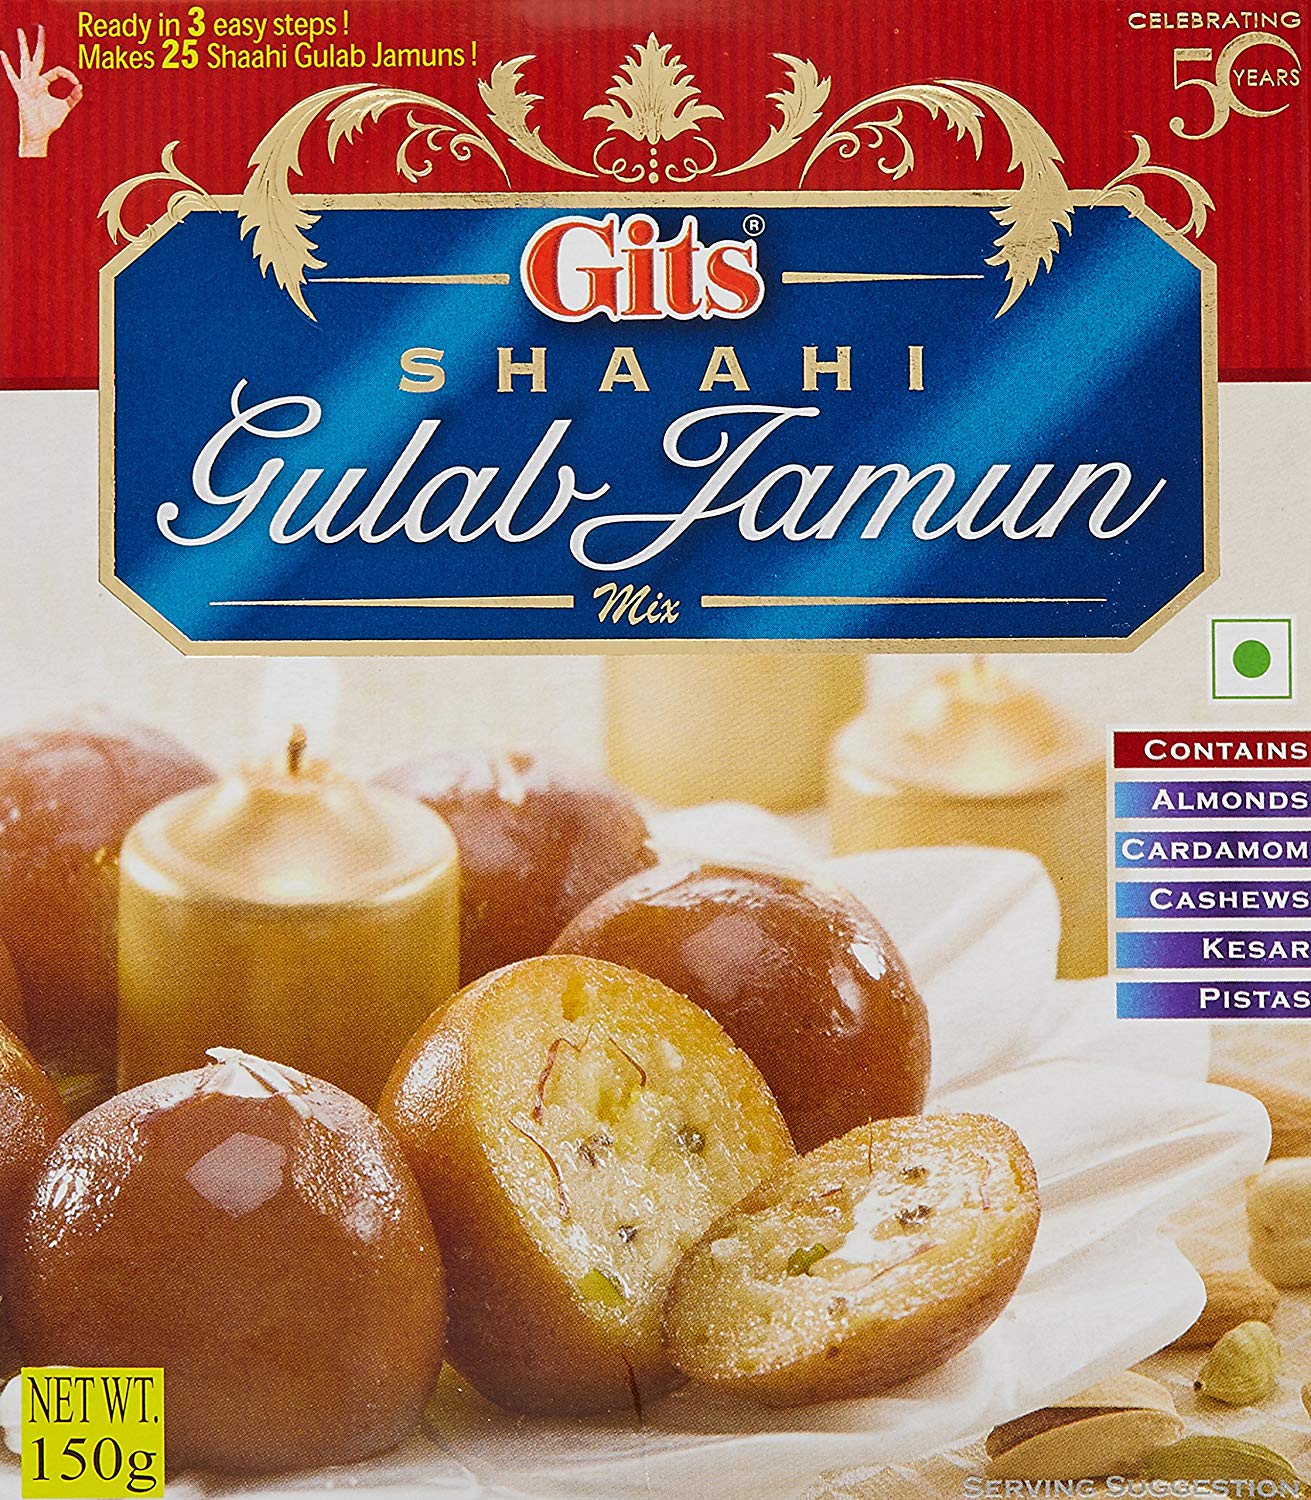 Ready in 3 easy steps !
Makes 25 Shaahi Gulab Jamuns !
CELEBRATING
50 YEARS
Gits®
SHAAHI
Gulab Jamun
Mix
CONTAINS
ALMONDS
CARDAMOM
CASHEWS
KESAR
PISTAS
NET WT.
150g
SERVING SUGGESTION